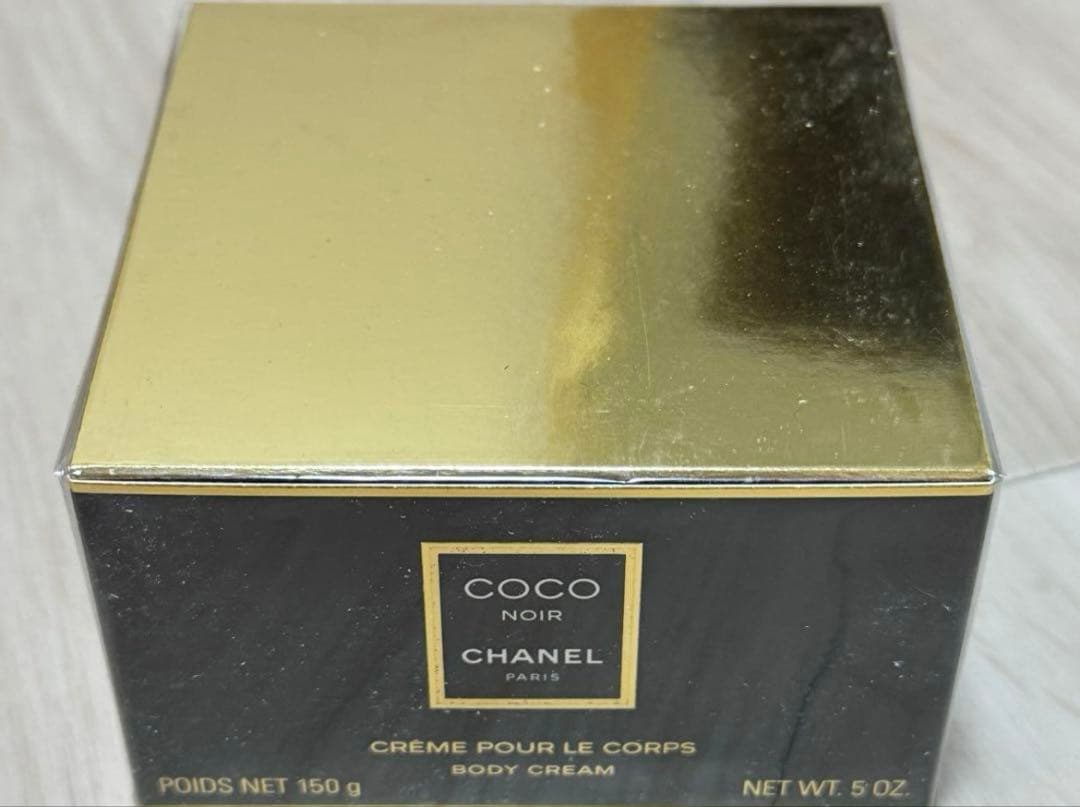 COCO
NOIR
CHANEL
PARIS
CRÈME POUR LE CORPS
BODY CREAM
POIDS NET 150 g
NET WT. 5 OZ.